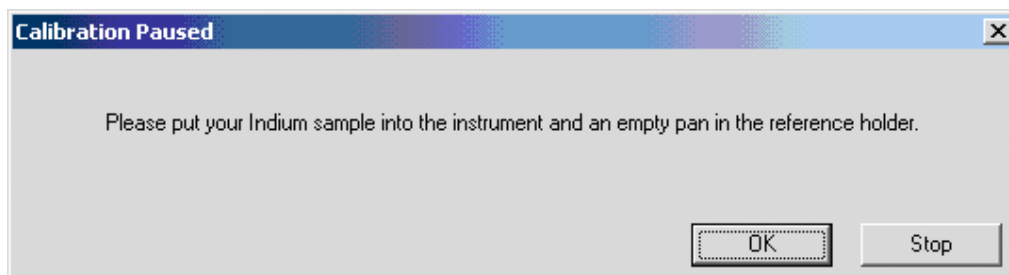 Calibration Paused
Please put your Indium sample into the instrument and an empty pan in the reference holder.
OK
Stop